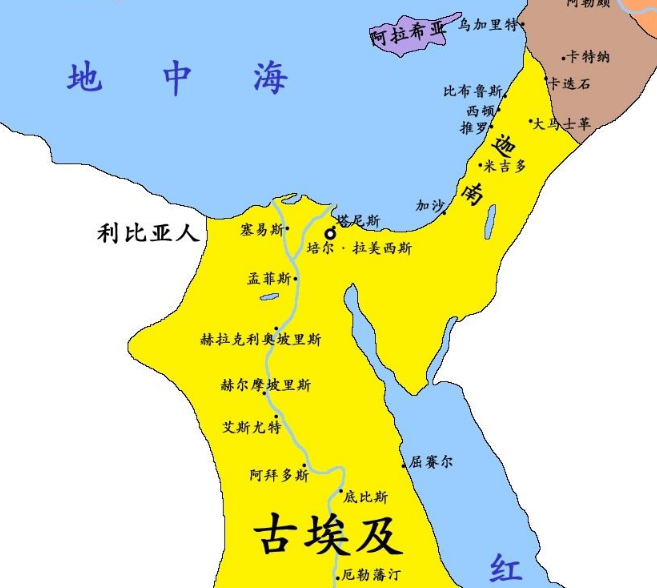 阿勒颇
阿拉希亚
乌加里特
卡特纳
地中海
卡迭石
比布鲁斯
西顿
推罗
大马士革
迦南
米吉多
加沙
塔尼斯
利比亚人
塞易斯
培尔·拉美西斯
孟菲斯
赫拉克利奥坡里斯
赫尔摩坡里斯
艾斯尤特
屈赛尔
阿拜多斯
底比斯
古埃及
红
厄勒藩汀